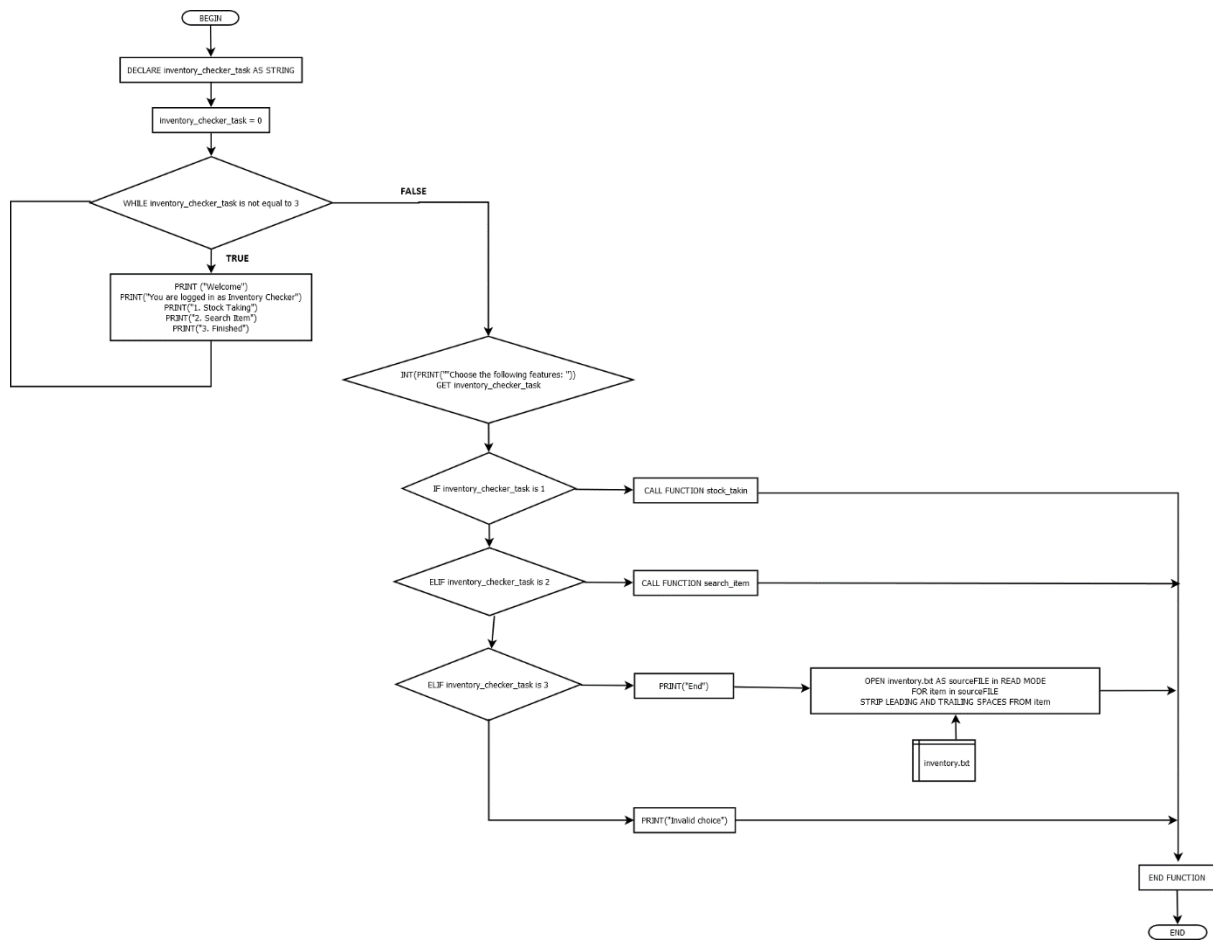 BEGIN
DECLARE inventory_checker_task AS STRING
inventory_checker_task = 0
WHILE inventory_checker_task is not equal to 3
FALSE
TRUE
PRINT ("Welcome")
PRINT("You are logged in as Inventory Checker")
PRINT("1. Stock Taking")
PRINT("2. Search Item")
PRINT("3. Finished")
INT(PRINT(""Choose the following features: "))
GET inventory_checker_task
IF inventory_checker_task is 1
CALL FUNCTION stock_takin
ELIF inventory_checker_task is 2
CALL FUNCTION search_item
ELIF inventory_checker_task is 3
PRINT("End")
OPEN inventory.txt AS sourceFILE in READ MODE
FOR item in sourceFILE
STRIP LEADING AND TRAILING SPACES FROM item
inventory.txt
PRINT("Invalid choice")
END FUNCTION
END